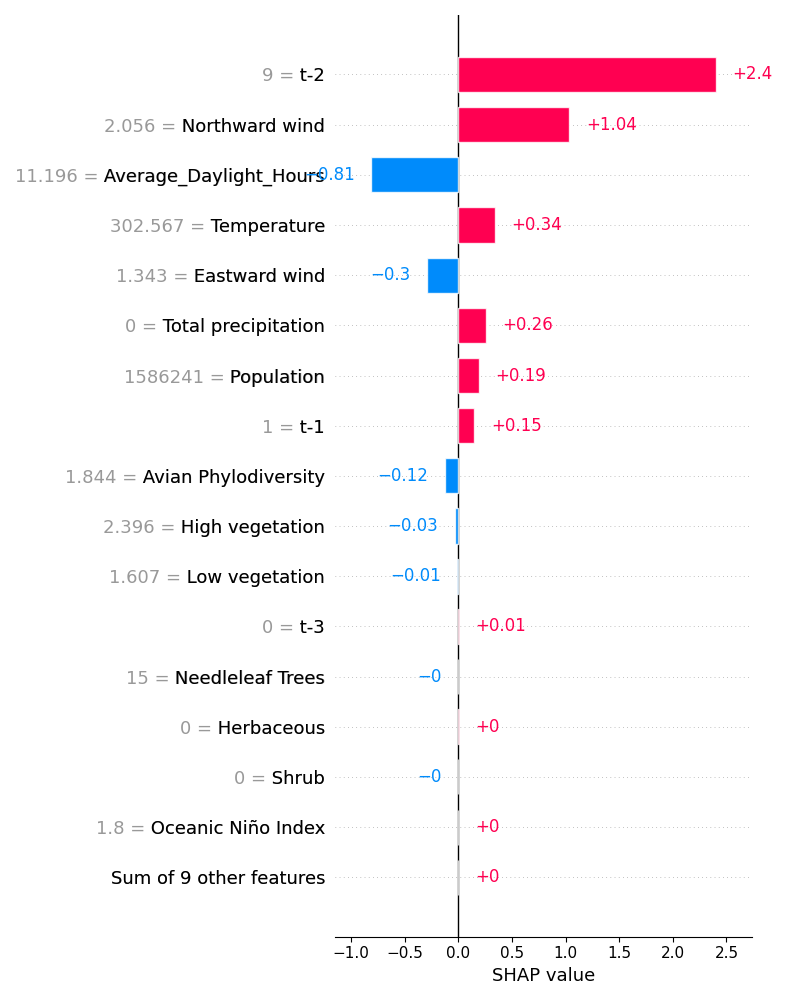 9 = t-2 +2.4
2.056 = Northward wind +1.04
11.196 = Average_Daylight_Hours −0.81
302.567 = Temperature +0.34
1.343 = Eastward wind −0.3
0 = Total precipitation +0.26
1586241 = Population +0.19
1 = t-1 +0.15
1.844 = Avian Phylodiversity −0.12
2.396 = High vegetation −0.03
1.607 = Low vegetation −0.01
0 = t-3 +0.01
15 = Needleleaf Trees −0
0 = Herbaceous +0
0 = Shrub −0
1.8 = Oceanic Niño Index +0
Sum of 9 other features +0
−1.0 −0.5 0.0 0.5 1.0 1.5 2.0 2.5
SHAP value